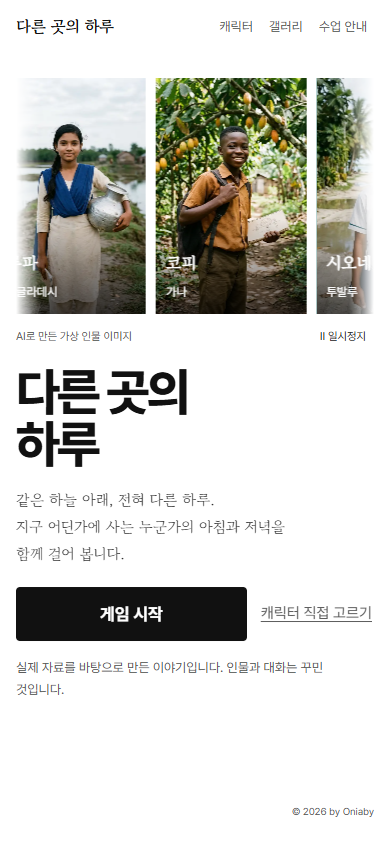 다른 곳의 하루
캐릭터 갤러리 수업 안내
코피
가나
투발루
AI로 만든 가상 인물 이미지
II 일시정지
다른 곳의
하루
같은 하늘 아래, 전혀 다른 하루.
지구 어딘가에 사는 누군가의 아침과 저녁을
함께 걸어 봅니다.
게임 시작
캐릭터 직접 고르기
실제 자료를 바탕으로 만든 이야기입니다. 인물과 대화는 꾸민
것입니다.
© 2026 by Oniaby